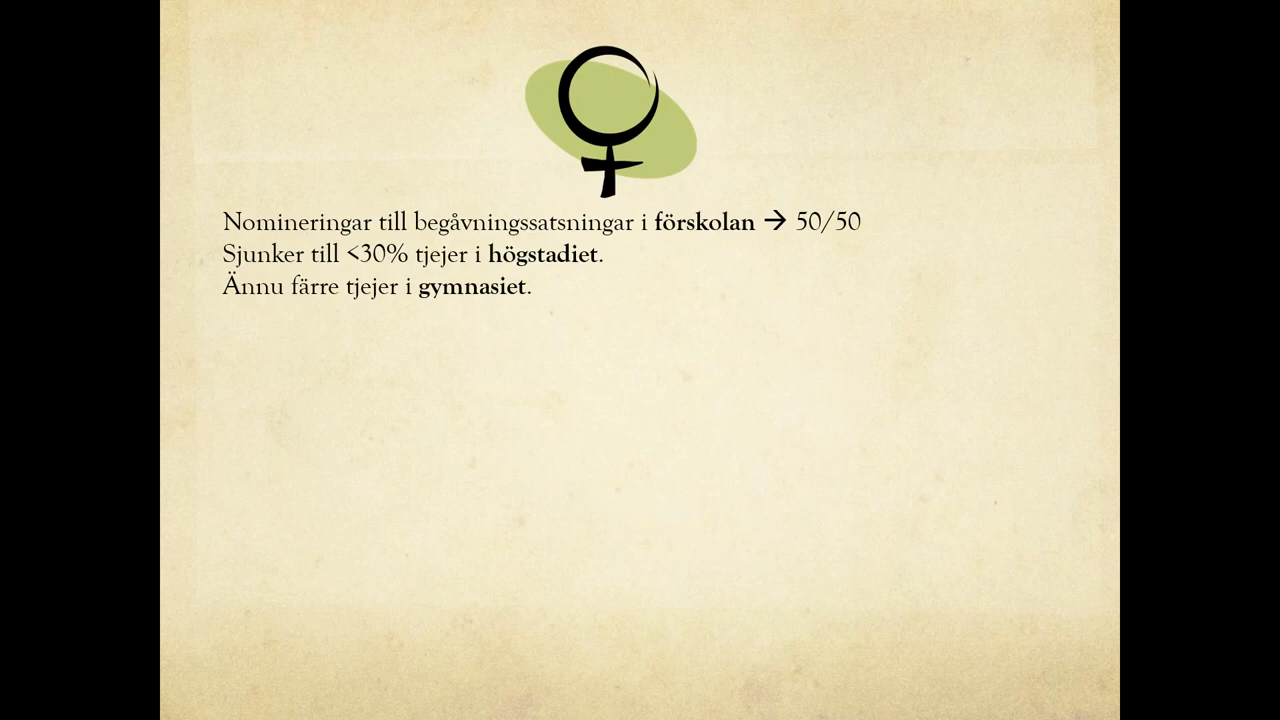 Nomineringar till begåvningssatsningar i förskolan → 50/50
Sjunker till <30% tjejer i högstadiet.
Ännu färre tjejer i gymnasiet.